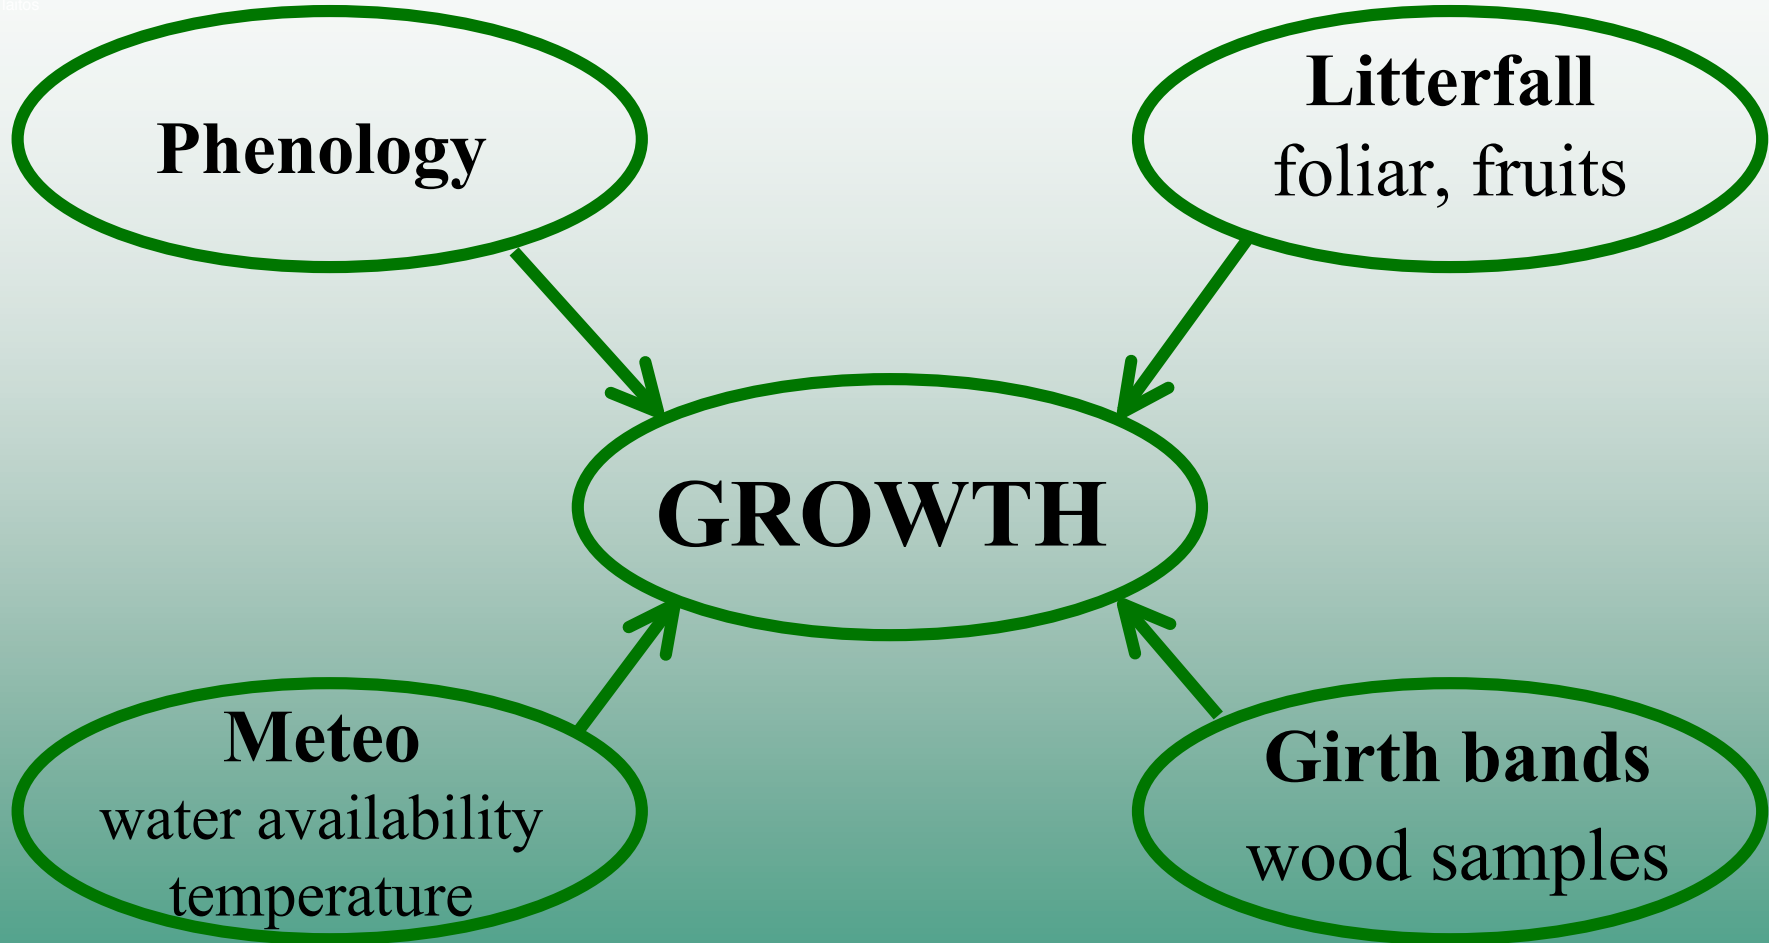 Phenology
Litterfall
foliar, fruits
GROWTH
Meteo
water availability
temperature
Girth bands
wood samples